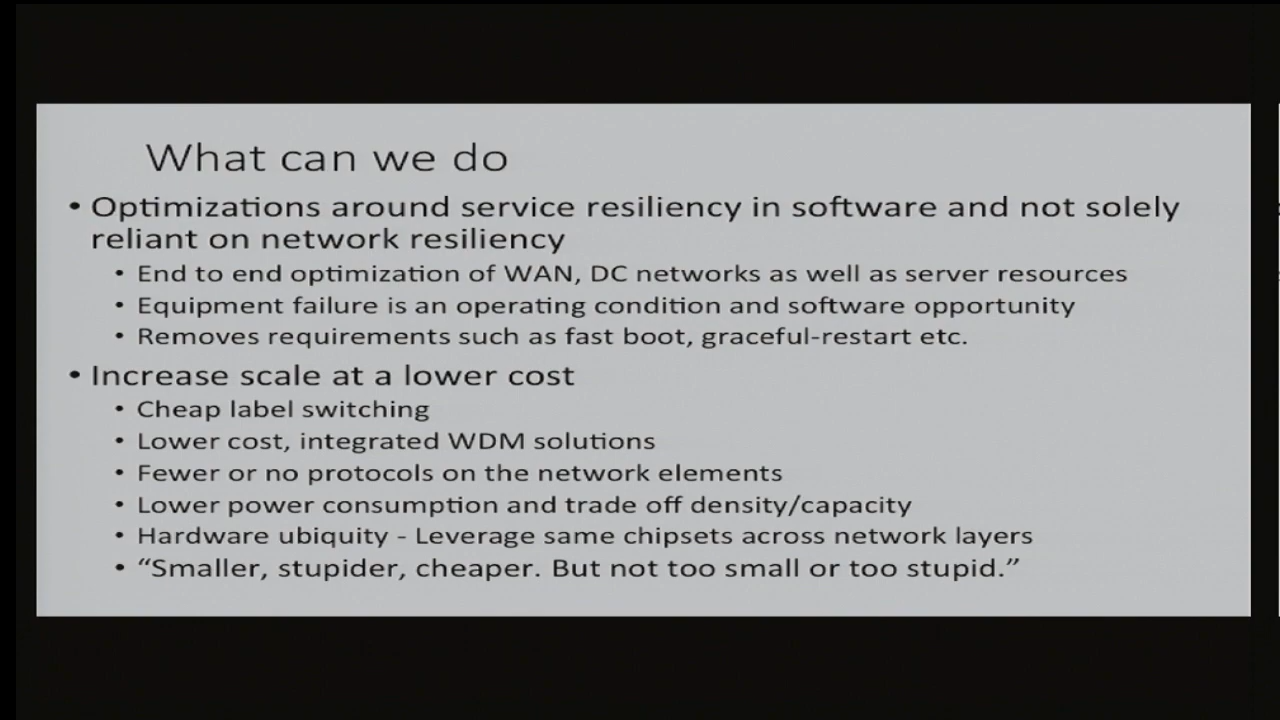 What can we do
• Optimizations around service resiliency in software and not solely
reliant on network resiliency
• End to end optimization of WAN, DC networks as well as server resources
• Equipment failure is an operating condition and software opportunity
• Removes requirements such as fast boot, graceful-restart etc.
• Increase scale at a lower cost
• Cheap label switching
• Lower cost, integrated WDM solutions
• Fewer or no protocols on the network elements
• Lower power consumption and trade off density/capacity
• Hardware ubiquity - Leverage same chipsets across network layers
• “Smaller, stupider, cheaper. But not too small or too stupid.”